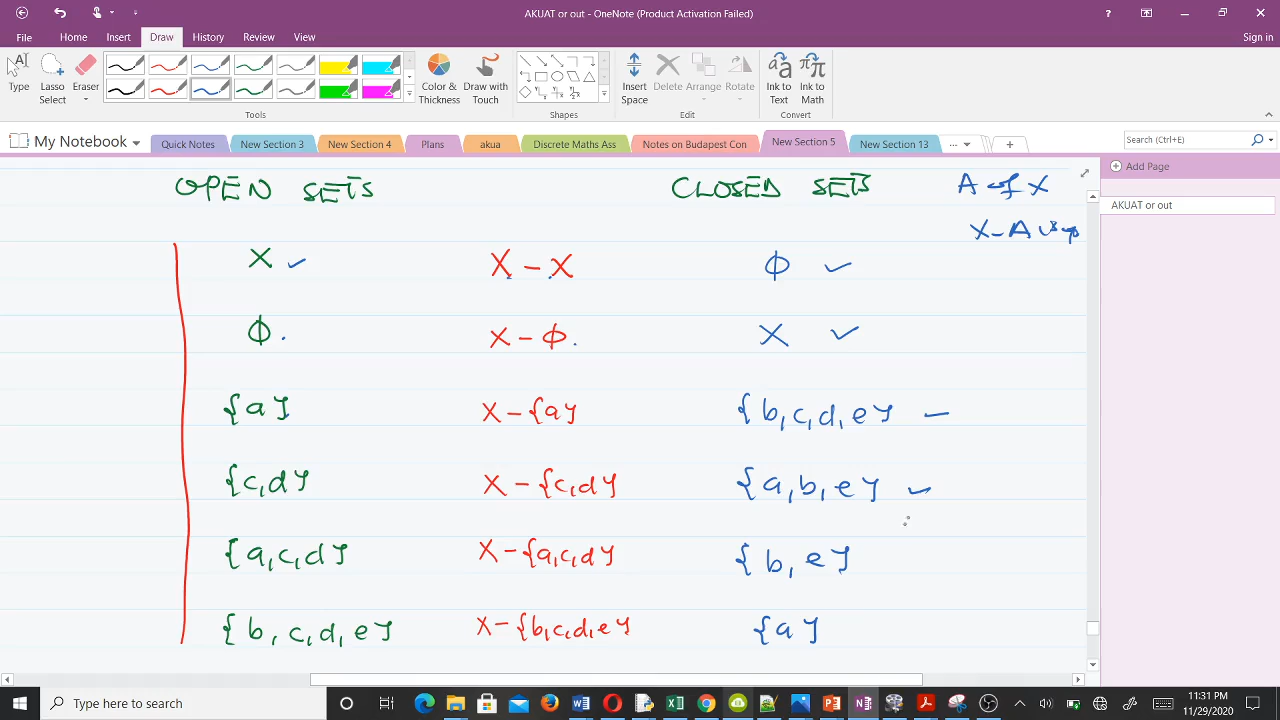 AKUAT or out - OneNote (Product Activation Failed)
File Home Insert Draw History Review View Sign in
Type Lasso Select Eraser Color & Thickness Draw with Touch Insert Space Delete Arrange Rotate Ink to Text Ink to Math
Tools Shapes Edit Convert
My Notebook Quick Notes New Section 3 New Section 4 Plans akua Discrete Maths Ass Notes on Budapest Con New Section 5 New Section 13 ... + Search (Ctrl+E)
Add Page
AKUAT or out
OPEN SETS CLOSED SETS A of X
X - A
X X - X ϕ
ϕ X - ϕ X
{a} X - {a} {b, c, d, e}
{c, d} X - {c, d} {a, b, e}
{a, c, d} X - {a, c, d} {b, e}
{b, c, d, e} X - {b, c, d, e} {a}
Type here to search
11:31 PM
11/29/2020